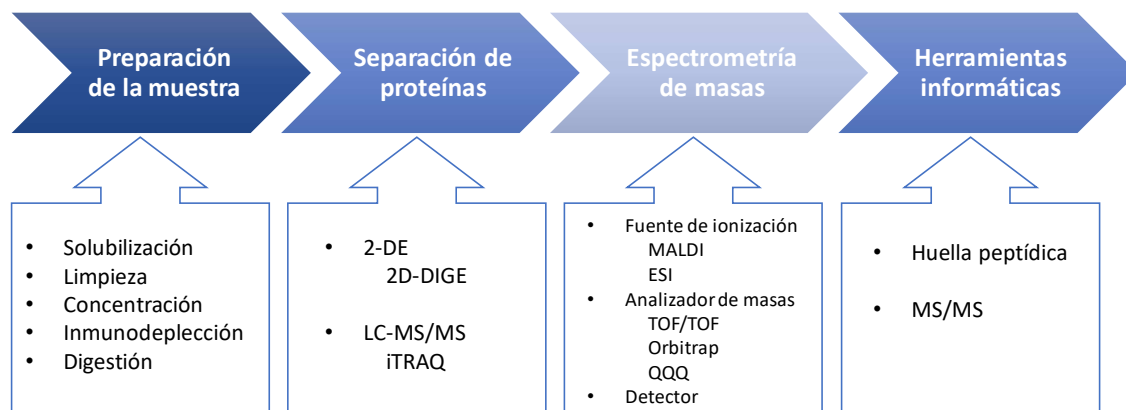 Preparación
de la muestra
Separación de
proteínas
Espectrometría
de masas
Herramientas
informáticas
• Solubilización
• Limpieza
• Concentración
• Inmunodeplección
• Digestión
• 2-DE
2D-DIGE
• LC-MS/MS
iTRAQ
• Fuente de ionización
MALDI
ESI
• Analizador de masas
TOF/TOF
Orbitrap
QQQ
• Detector
• Huella peptídica
• MS/MS